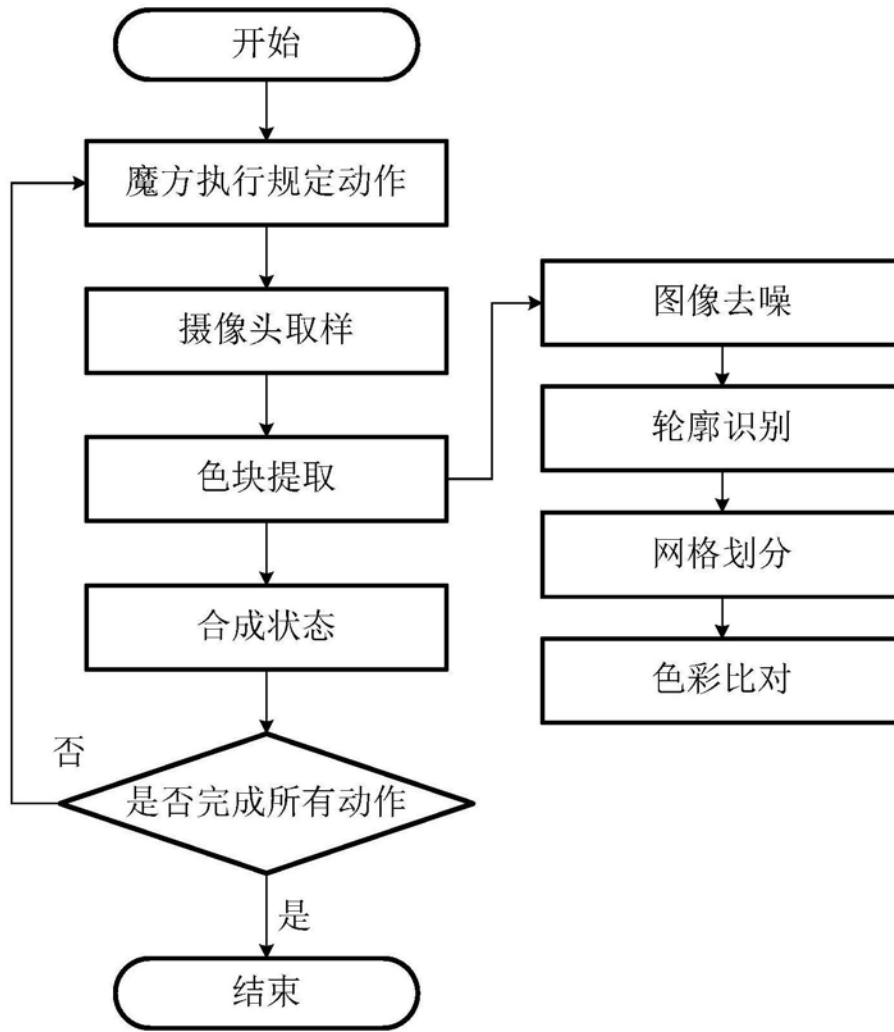 开始
魔方执行规定动作
摄像头取样
色块提取
合成状态
否
是否完成所有动作
是
结束
图像去噪
轮廓识别
网格划分
色彩比对